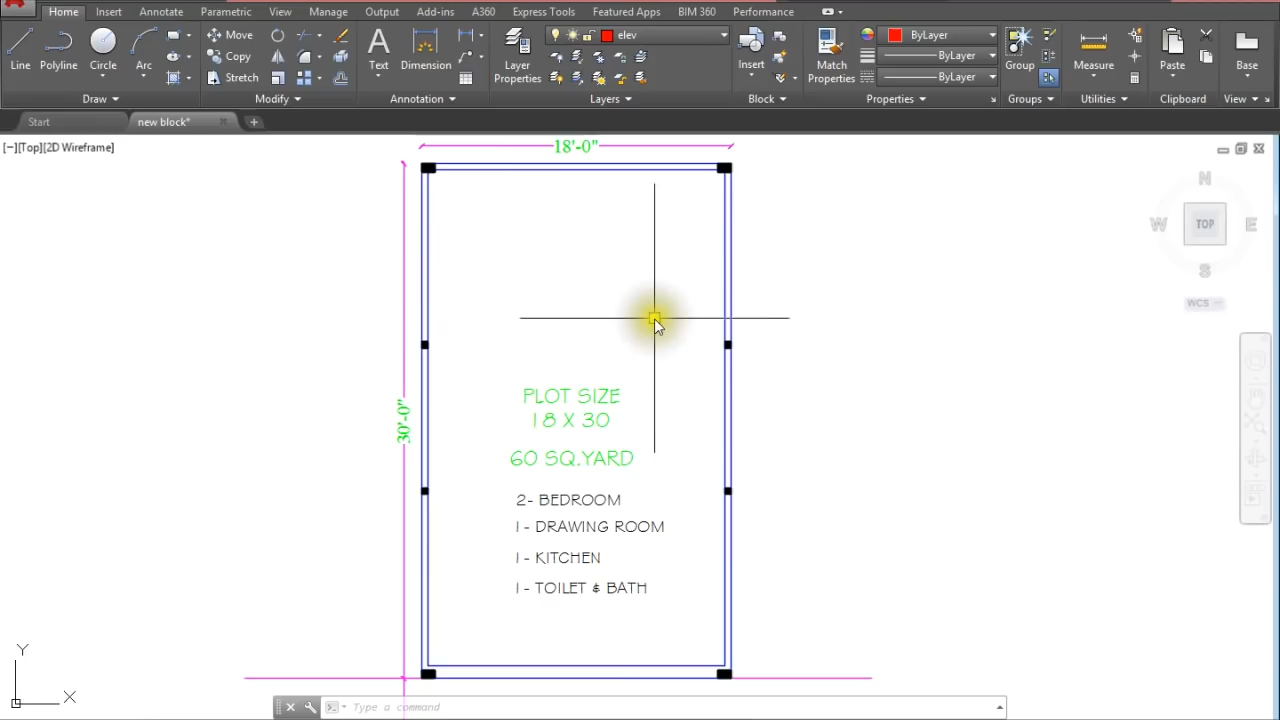 Home Insert Annotate Parametric View Manage Output Add-ins A360 Express Tools Featured Apps BIM 360 Performance
Line Polyline Circle Arc
Move
Copy
Stretch
Text Dimension
Layer Properties
elev
Insert
Match Properties
ByLayer
ByLayer
ByLayer
Group
Measure
Paste
Base
Draw Modify Annotation Layers Block Properties Groups Utilities Clipboard View
Start new block*
[−][Top][2D Wireframe]
18'-0"
30'-0"
PLOT SIZE
18 X 30
60 SQ.YARD
2- BEDROOM
1- DRAWING ROOM
1- KITCHEN
1- TOILET & BATH
N
W TOP E
S
WCS
Y
X
Type a command